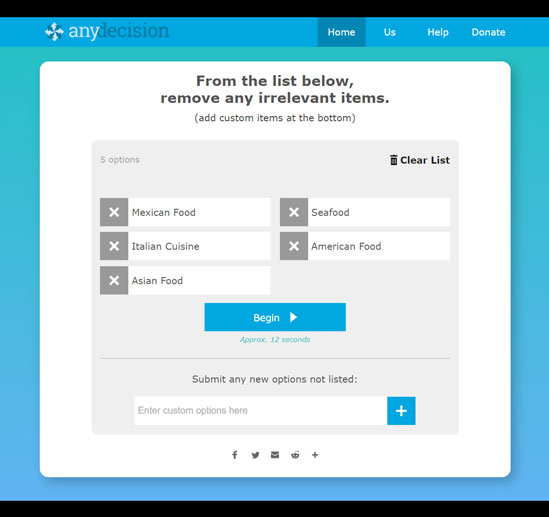 anydecision
Home
Us
Help
Donate
From the list below,
remove any irrelevant items.
(add custom items at the bottom)
5 options
Clear List
Mexican Food
Seafood
Italian Cuisine
American Food
Asian Food
Begin
Approx. 12 seconds
Submit any new options not listed:
Enter custom options here